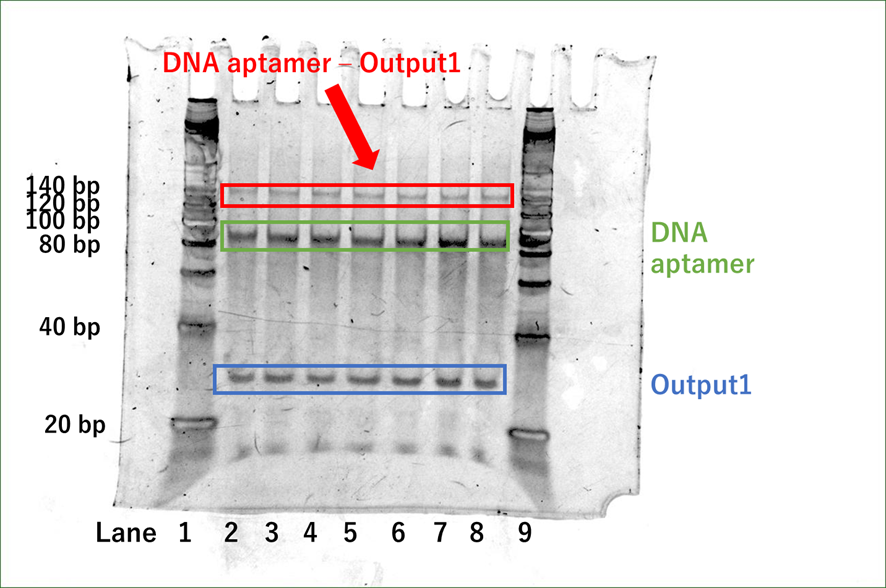 DNA aptamer – Output1
140 bp
120 bp
100 bp
80 bp
40 bp
20 bp
DNA
aptamer
Output1
Lane 1 2 3 4 5 6 7 8 9